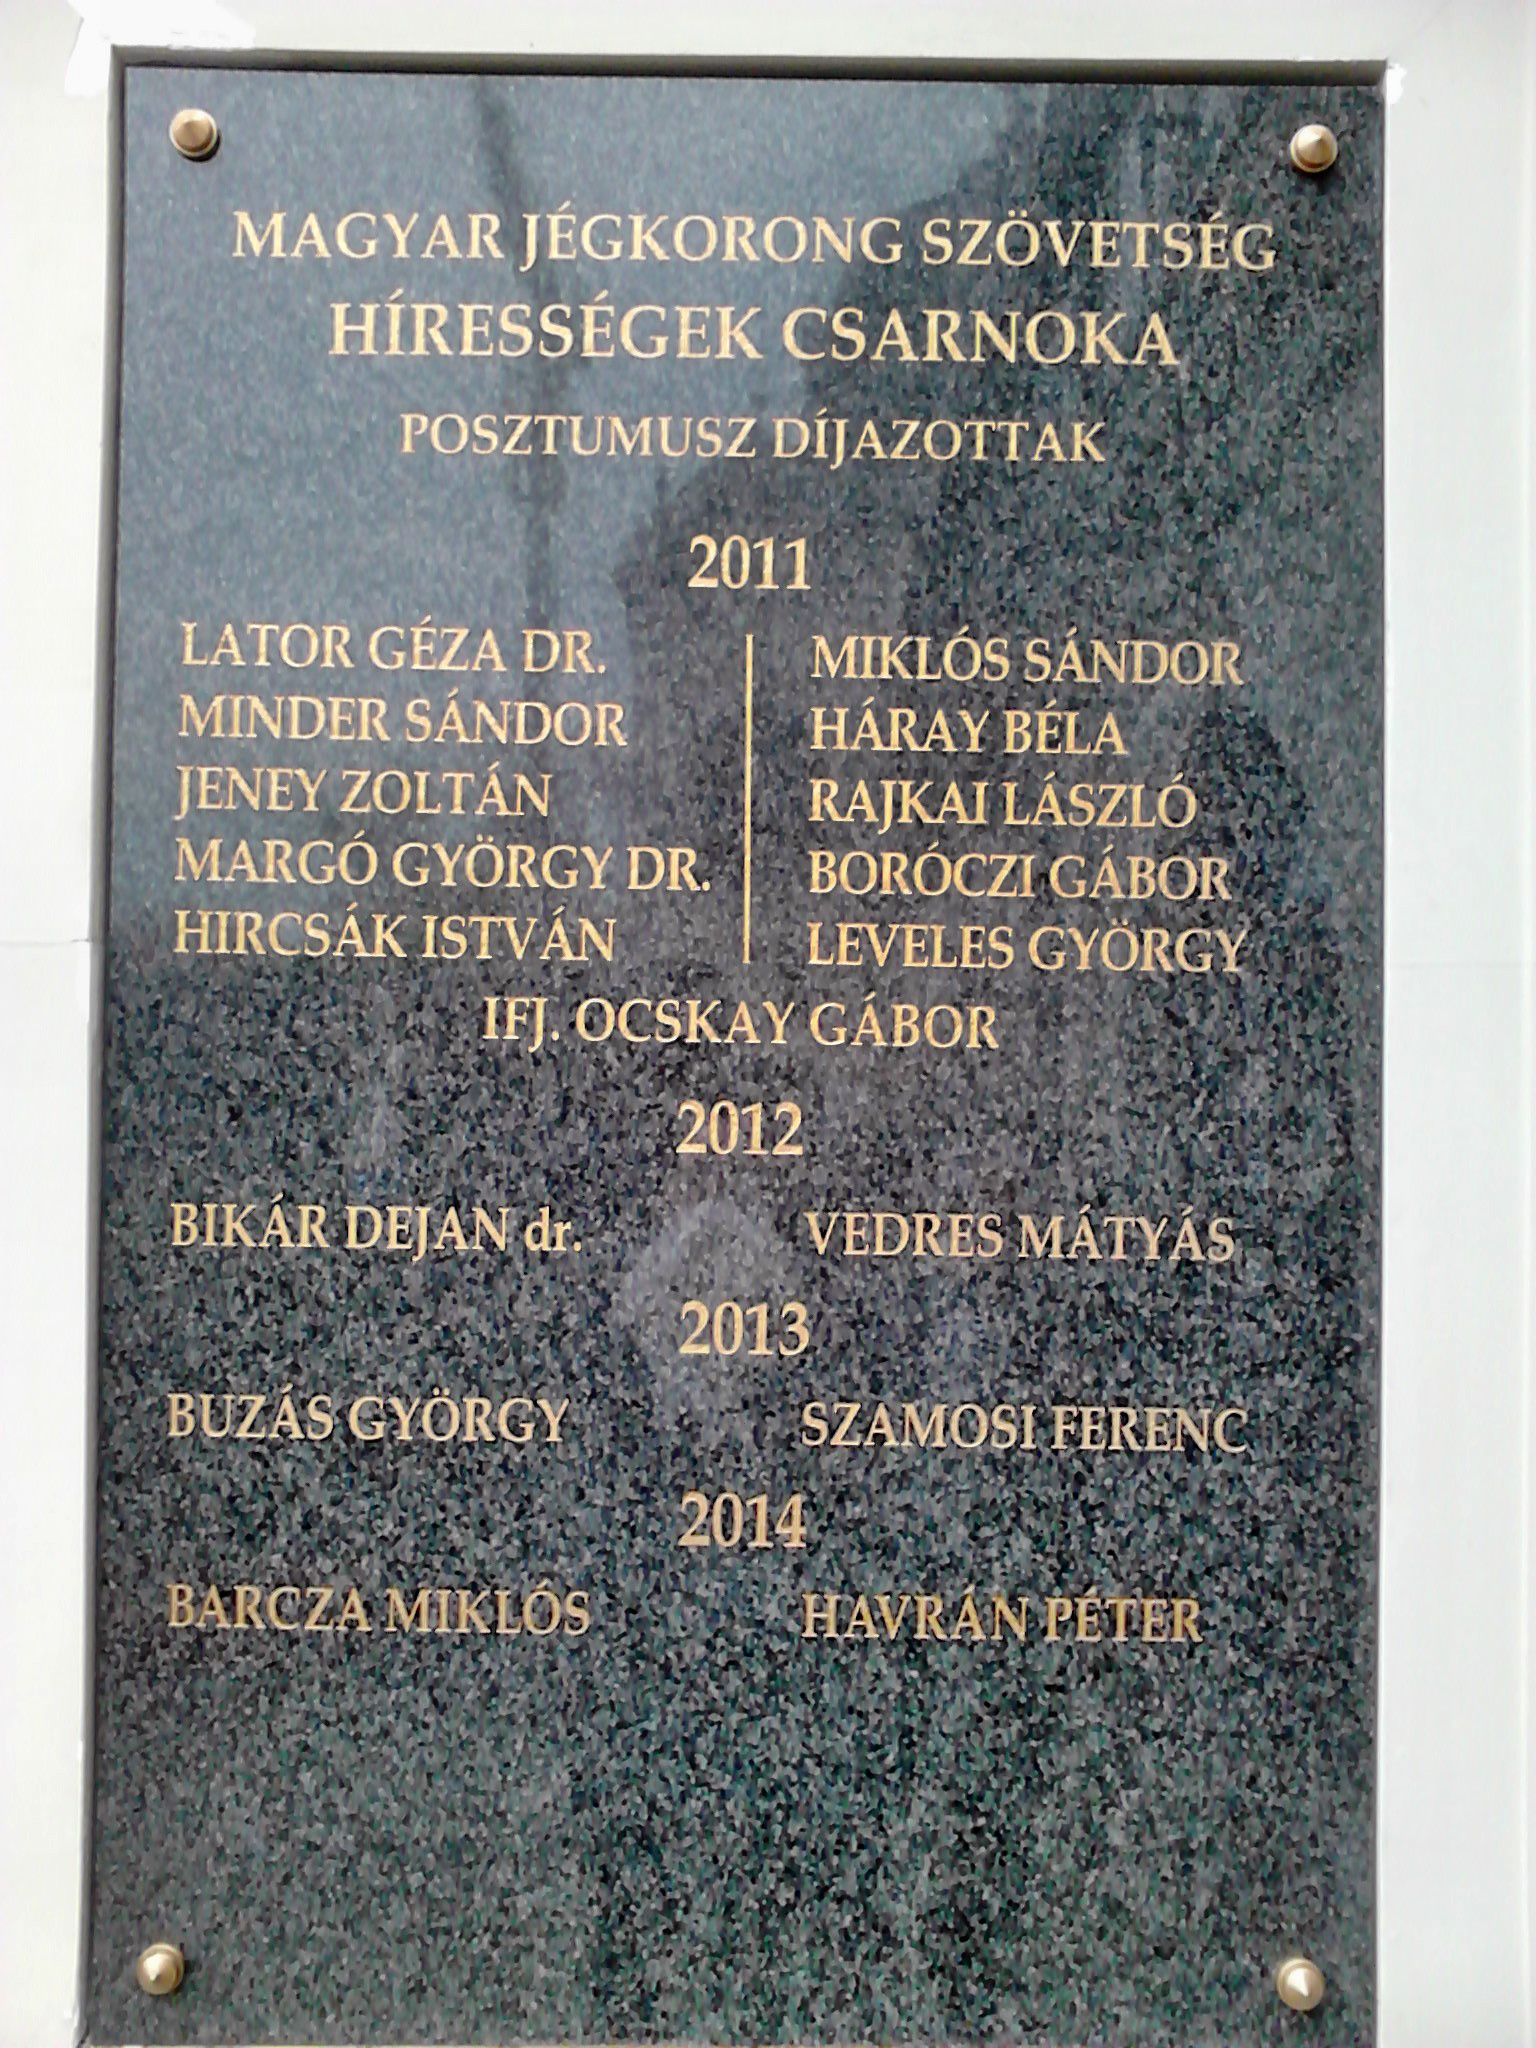 MAGYAR JÉGKORONG SZÖVETSÉG
HÍRESSÉGEK CSARNOKA
POSZTUMUSZ DÍJAZOTTAK
2011
LATOR GÉZA DR.
MINDER SÁNDOR
JENEY ZOLTÁN
MARGÓ GYÖRGY DR.
HIRCSÁK ISTVÁN
MIKLÓS SÁNDOR
HÁRAY BÉLA
RAJKAI LÁSZLÓ
BORÓCZI GÁBOR
LEVELES GYÖRGY
IFJ. OCSKAY GÁBOR
2012
BIKÁR DEJAN dr. VEDRES MÁTYÁS
2013
BUZÁS GYÖRGY SZAMOSI FERENC
2014
BARCZA MIKLÓS HAVRÁN PÉTER